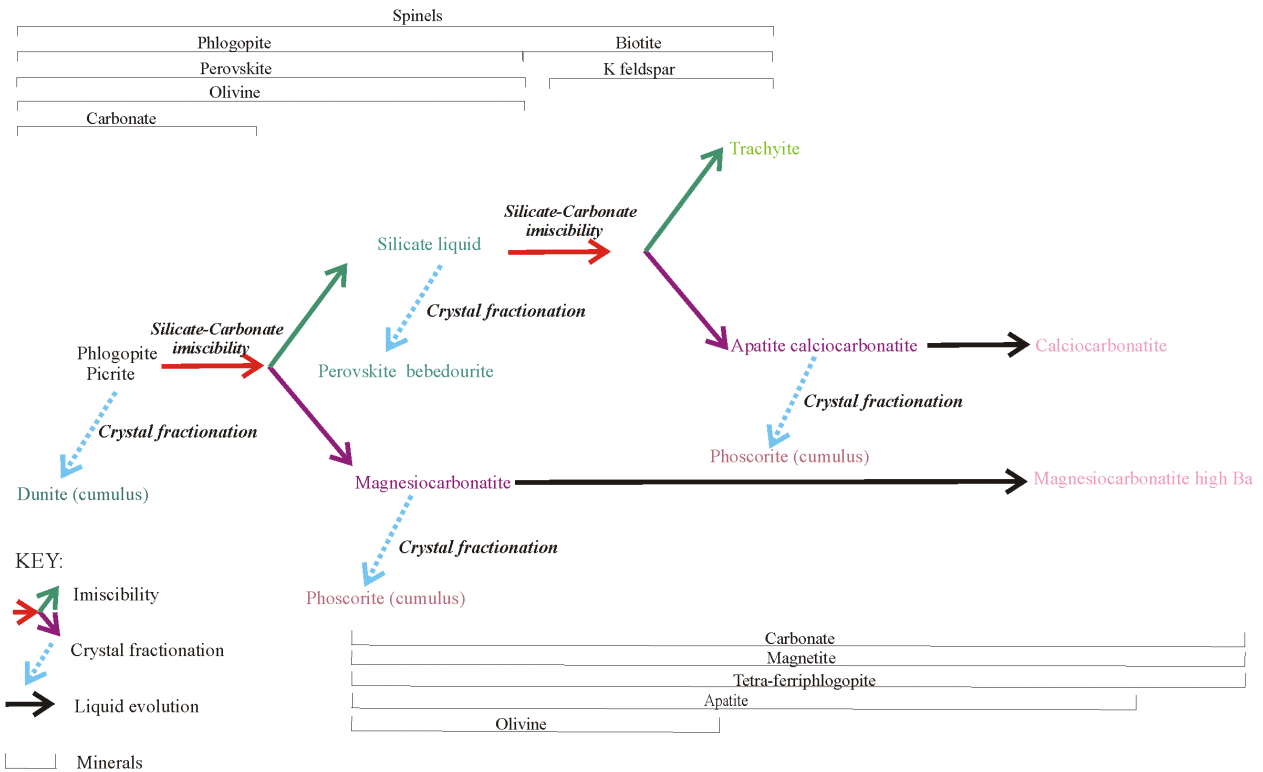 Spinels
Phlogopite
Biotite
Perovskite
K feldspar
Olivine
Carbonate
Trachyite
Silicate-Carbonate
imiscibility
Silicate liquid
Crystal fractionation
Silicate-Carbonate
imiscibility
Phlogopite
Picrite
Perovskite bebedourite
Apatite calciocarbonatite
Calciocarbonatite
Crystal fractionation
Crystal fractionation
Phoscorite (cumulus)
Dunite (cumulus)
Magnesiocarbonatite
Magnesiocarbonatite high Ba
Crystal fractionation
Phoscorite (cumulus)
KEY:
Imiscibility
Crystal fractionation
Liquid evolution
Minerals
Carbonate
Magnetite
Tetra-ferriphlogopite
Apatite
Olivine